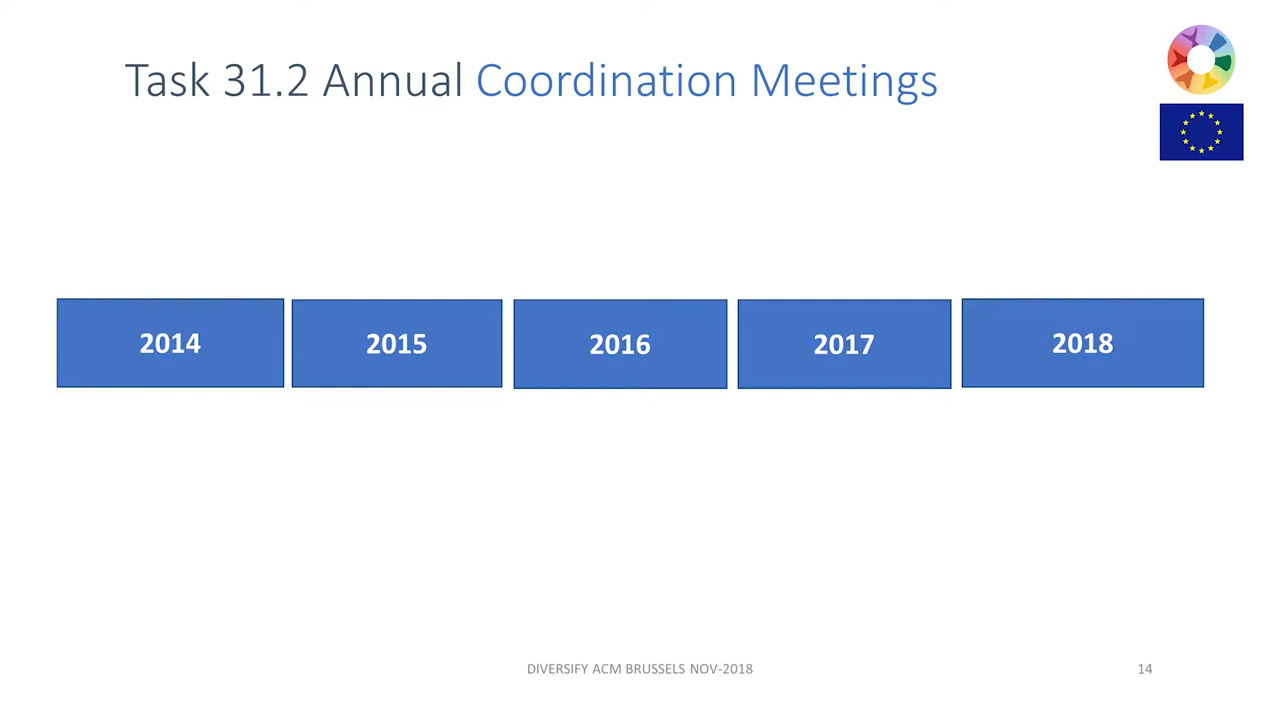 Task 31.2 Annual Coordination Meetings
2014 2015 2016 2017 2018
DIVERSIFY ACM BRUSSELS NOV-2018 14